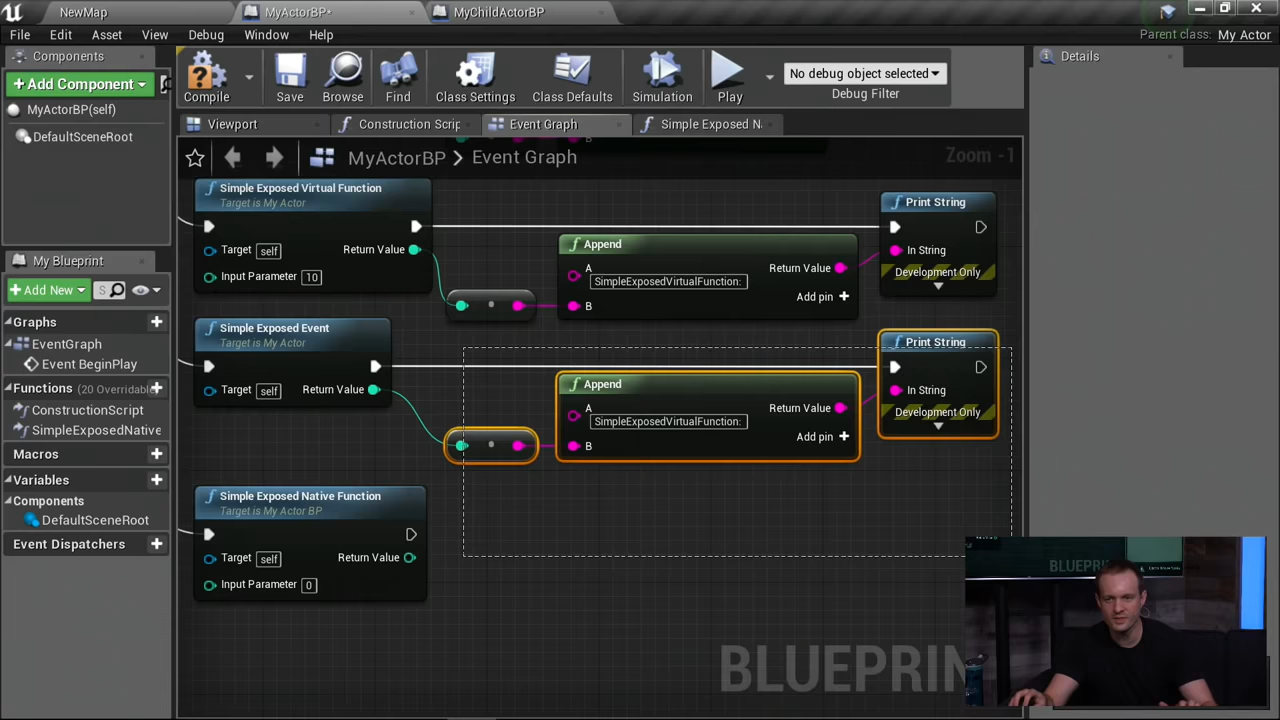 NewMap
MyActorBP•
MyChildActorBP
File Edit Asset View Debug Window Help
Parent class: My Actor
Components
+Add Component
MyActorBP(self)
DefaultSceneRoot
Compile
Save
Browse
Find
Class Settings
Class Defaults
Simulation
Play
No debug object selected
Debug Filter
Details
Viewport
Construction Scrip
Event Graph
Simple Exposed N
MyActorBP > Event Graph
Zoom -1
My Blueprint
+Add New
Graphs
EventGraph
Event BeginPlay
Functions (20 Overridable
ConstructionScript
SimpleExposedNative
Macros
Variables
Components
DefaultSceneRoot
Event Dispatchers
Simple Exposed Virtual Function
Target is My Actor
Target self
Return Value
Input Parameter 10
Append
A
SimpleExposedVirtualFunction:
Return Value
Add pin +
B
Print String
In String
Development Only
Simple Exposed Event
Target is My Actor
Target self
Return Value
Append
A
SimpleExposedVirtualFunction:
Return Value
Add pin +
B
Print String
In String
Development Only
Simple Exposed Native Function
Target is My Actor BP
Target self
Return Value
Input Parameter 0
BLUEPRIN
BLUEPRINT